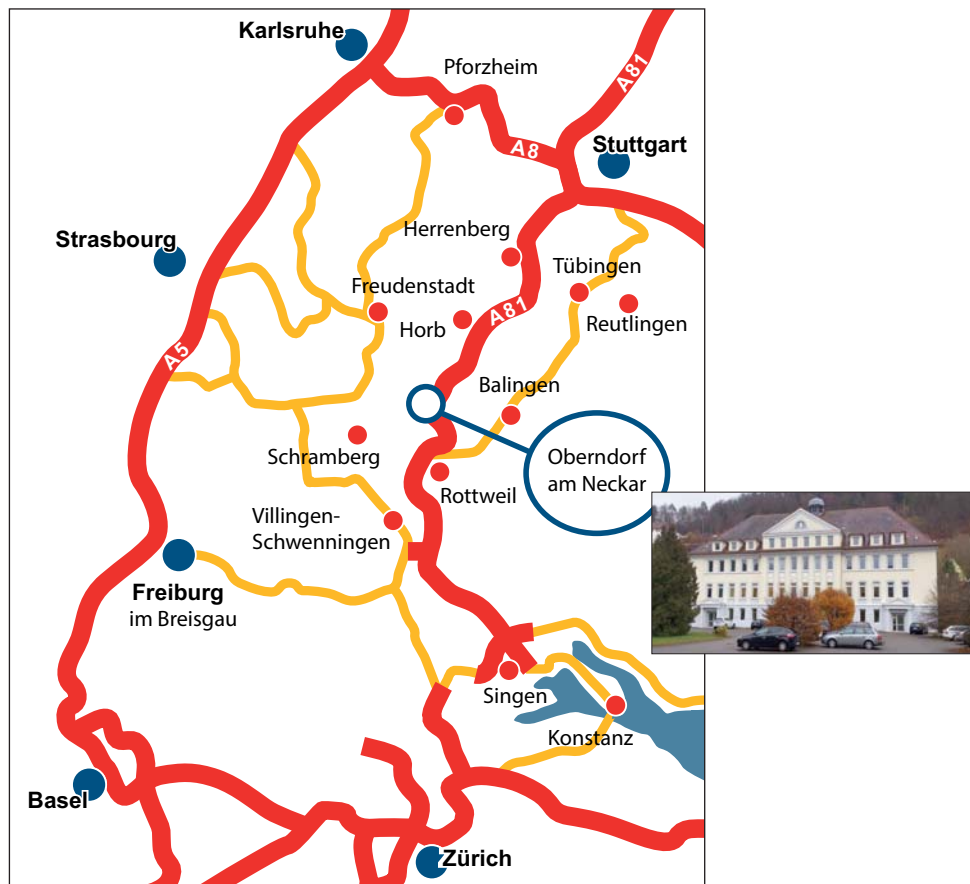 Karlsruhe
Pforzheim
A81
A8
Stuttgart
Strasbourg
Herrenberg
Tübingen
Freudenstadt
Horb
A81
Reutlingen
A5
Balingen
Schramberg
Oberndorf
am Neckar
Rottweil
Villingen-
Schwenningen
Freiburg
im Breisgau
Singen
Konstanz
Basel
Zürich